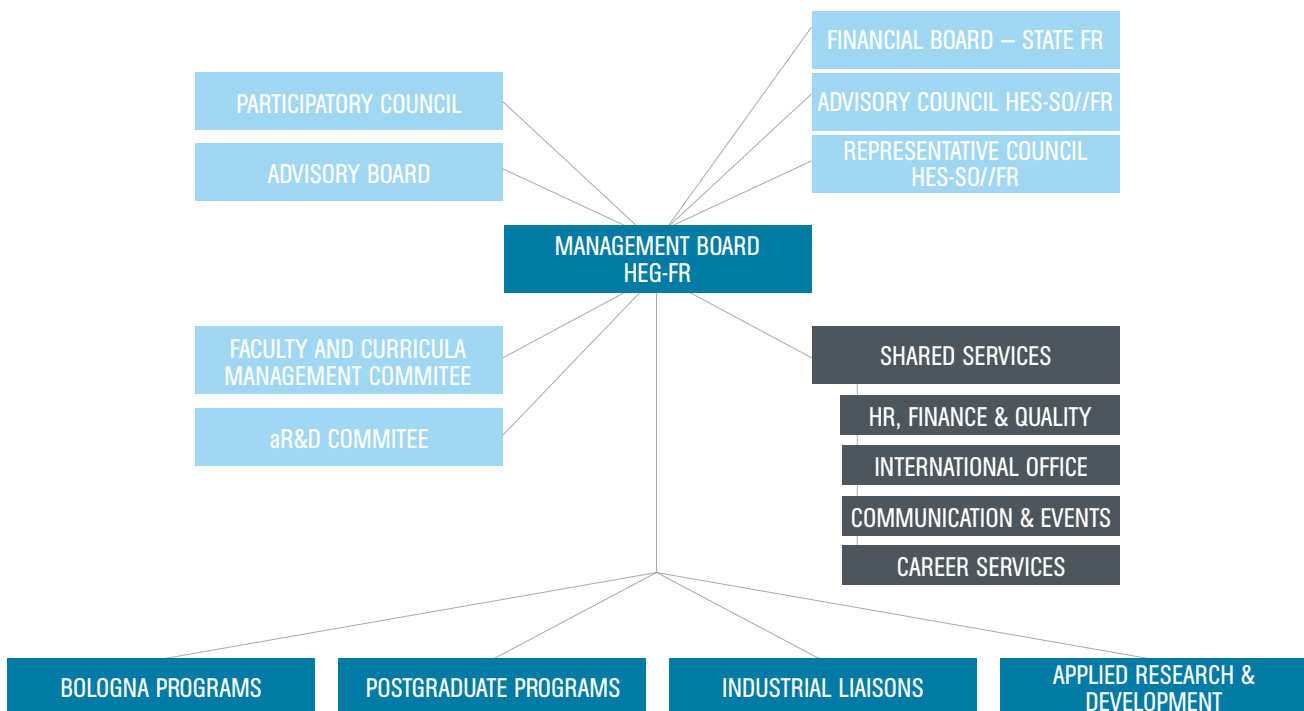 FINANCIAL BOARD – STATE FR
PARTICIPATORY COUNCIL
ADVISORY COUNCIL HES-SO//FR
REPRESENTATIVE COUNCIL
HES-SO//FR
ADVISORY BOARD
MANAGEMENT BOARD
HEG-FR
FACULTY AND CURRICULA
MANAGEMENT COMMITEE
aR&D COMMITEE
SHARED SERVICES
HR, FINANCE & QUALITY
INTERNATIONAL OFFICE
COMMUNICATION & EVENTS
CAREER SERVICES
BOLOGNA PROGRAMS
POSTGRADUATE PROGRAMS
INDUSTRIAL LIAISONS
APPLIED RESEARCH &
DEVELOPMENT